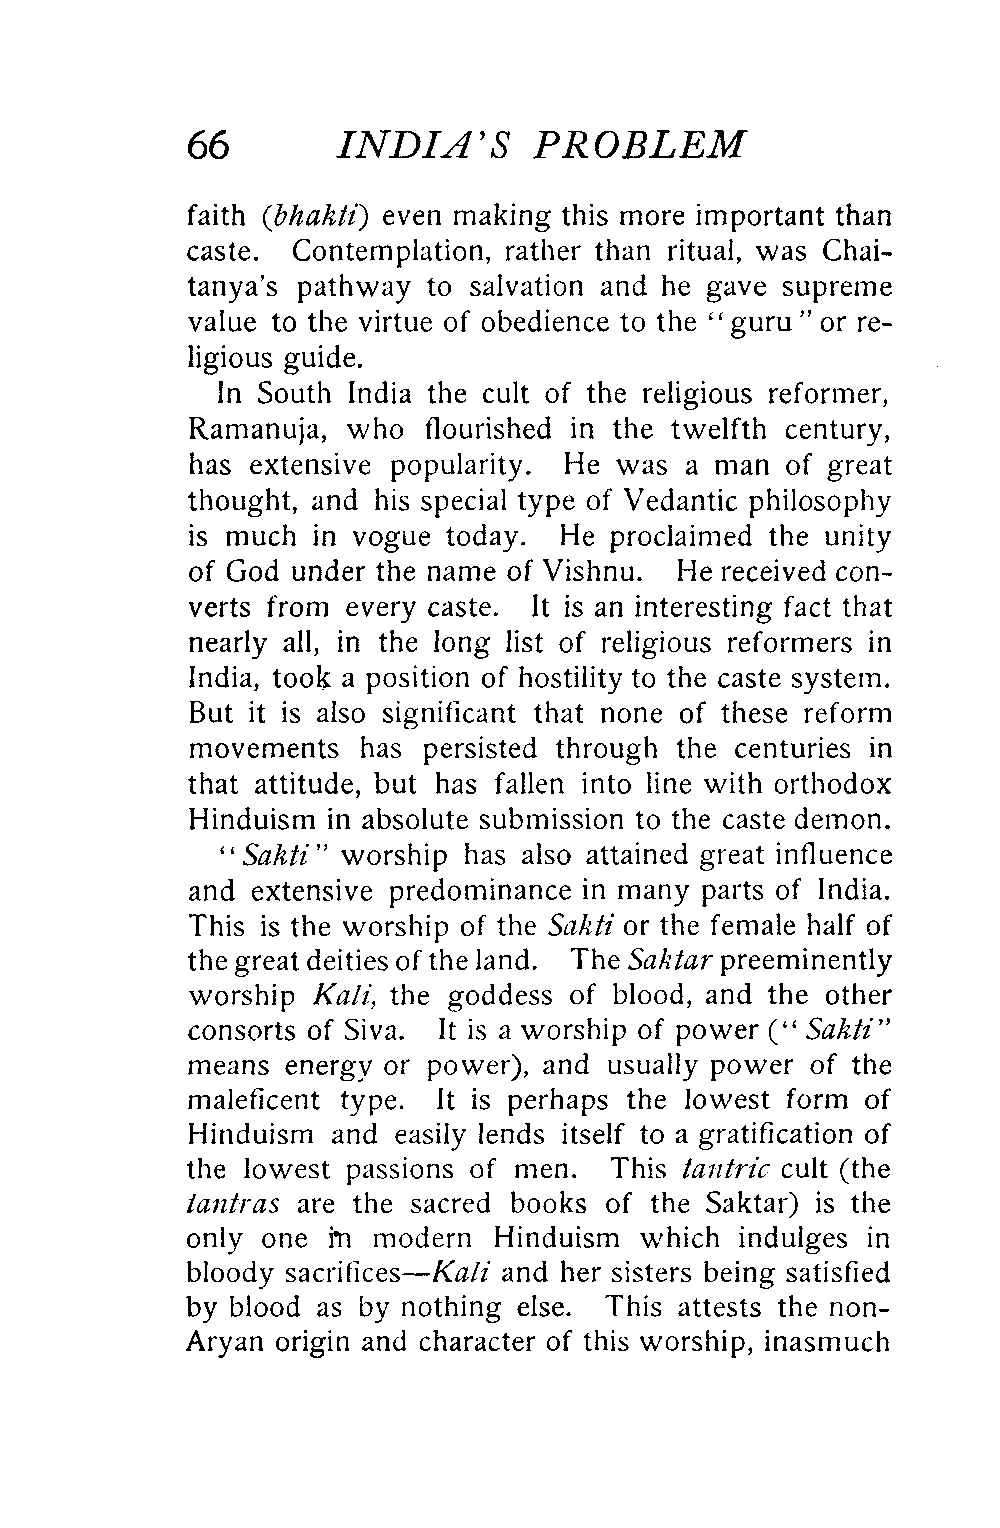 66 INDIA'S PROBLEM
faith (bhakti) even making this more important than
caste. Contemplation, rather than ritual, was Chai-
tanya's pathway to salvation and he gave supreme
value to the virtue of obedience to the "guru" or re-
ligious guide.
In South India the cult of the religious reformer,
Ramanuja, who flourished in the twelfth century,
has extensive popularity. He was a man of great
thought, and his special type of Vedantic philosophy
is much in vogue today. He proclaimed the unity
of God under the name of Vishnu. He received con-
verts from every caste. It is an interesting fact that
nearly all, in the long list of religious reformers in
India, took a position of hostility to the caste system.
But it is also significant that none of these reform
movements has persisted through the centuries in
that attitude, but has fallen into line with orthodox
Hinduism in absolute submission to the caste demon.
"Sakti" worship has also attained great influence
and extensive predominance in many parts of India.
This is the worship of the Sakti or the female half of
the great deities of the land. The Saktar preeminently
worship Kali, the goddess of blood, and the other
consorts of Siva. It is a worship of power ("Sakti"
means energy or power), and usually power of the
maleficent type. It is perhaps the lowest form of
Hinduism and easily lends itself to a gratification of
the lowest passions of men. This tantric cult (the
tantras are the sacred books of the Saktar) is the
only one in modern Hinduism which indulges in
bloody sacrifices—Kali and her sisters being satisfied
by blood as by nothing else. This attests the non-
Aryan origin and character of this worship, inasmuch